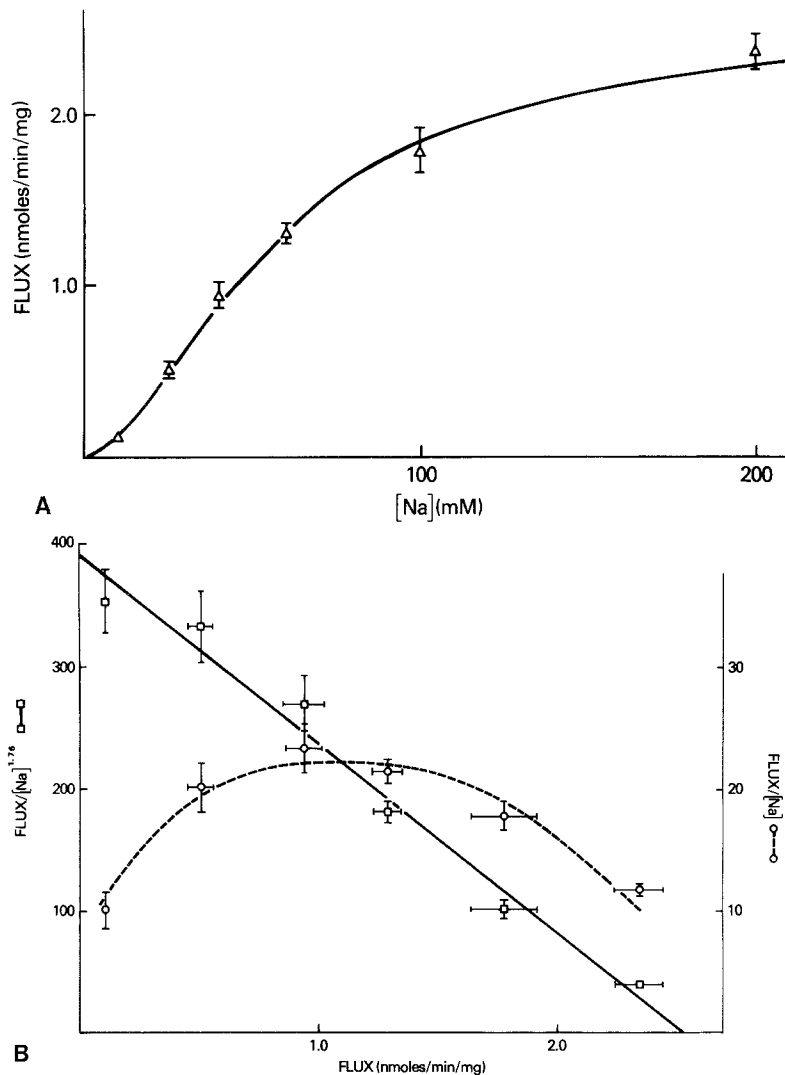 2.0
1.0
FLUX (nmoles/min/mg)
100
200
[Na](mM)
A
400
300
200
100
FLUX/[Na]^1.76
30
20
10
FLUX/[Na]
1.0
2.0
FLUX (nmoles/min/mg)
B